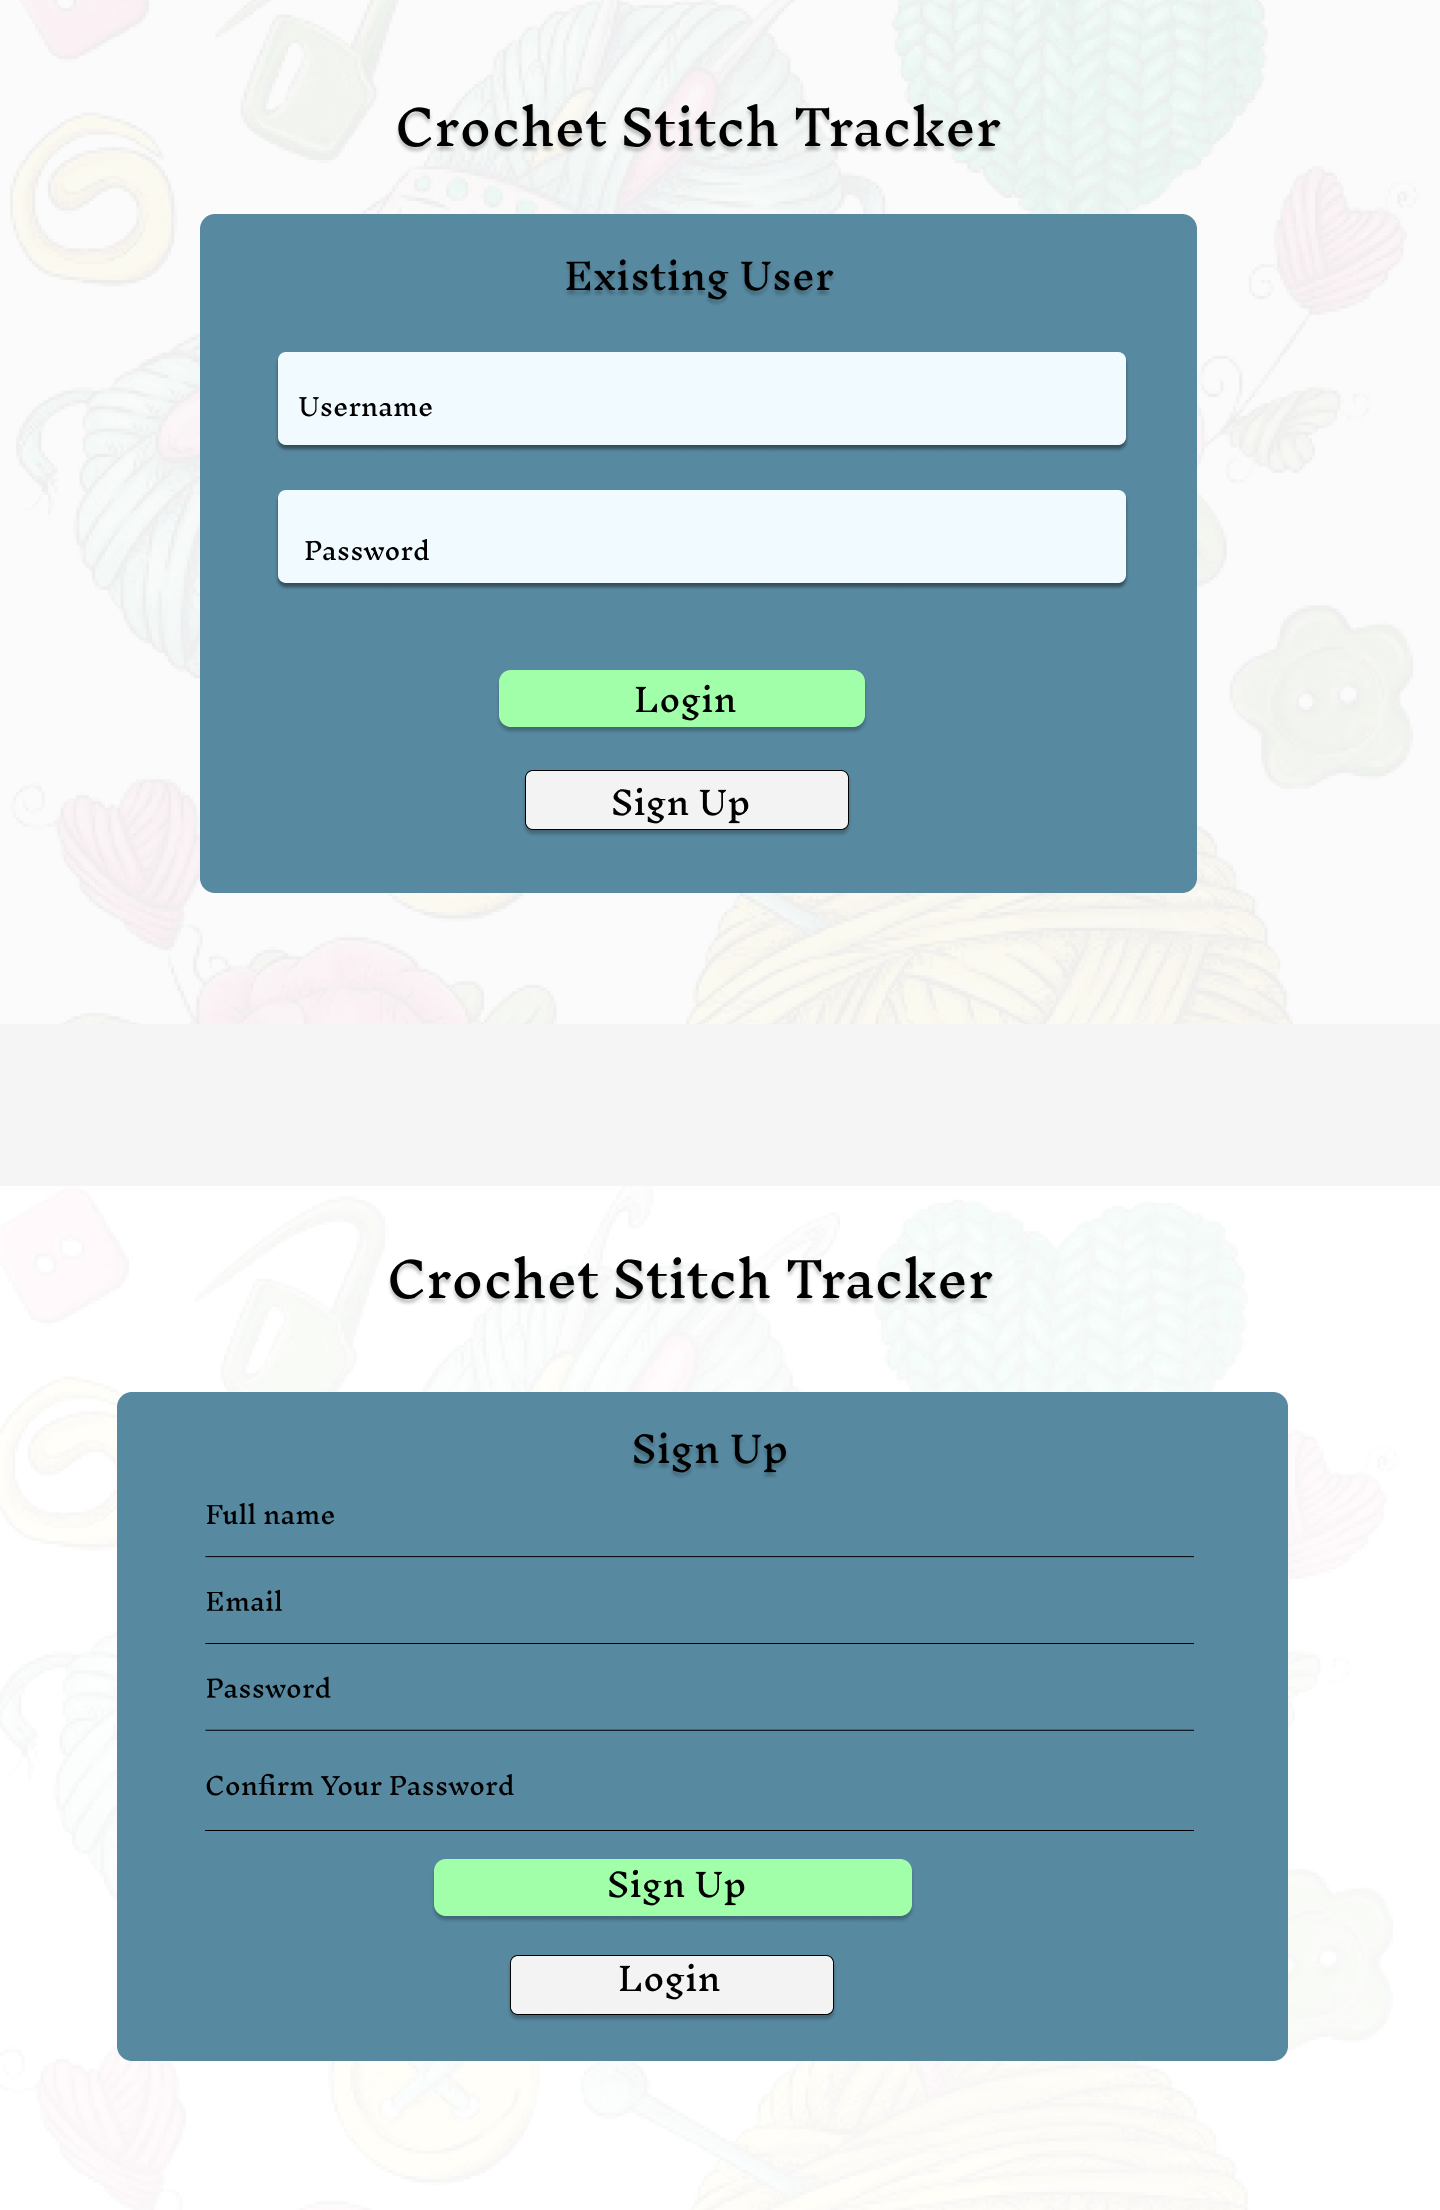 Crochet Stitch Tracker
Existing User
Username
Password
Login
Sign Up
Crochet Stitch Tracker
Sign Up
Full name
Email
Password
Confirm Your Password
Sign Up
Login